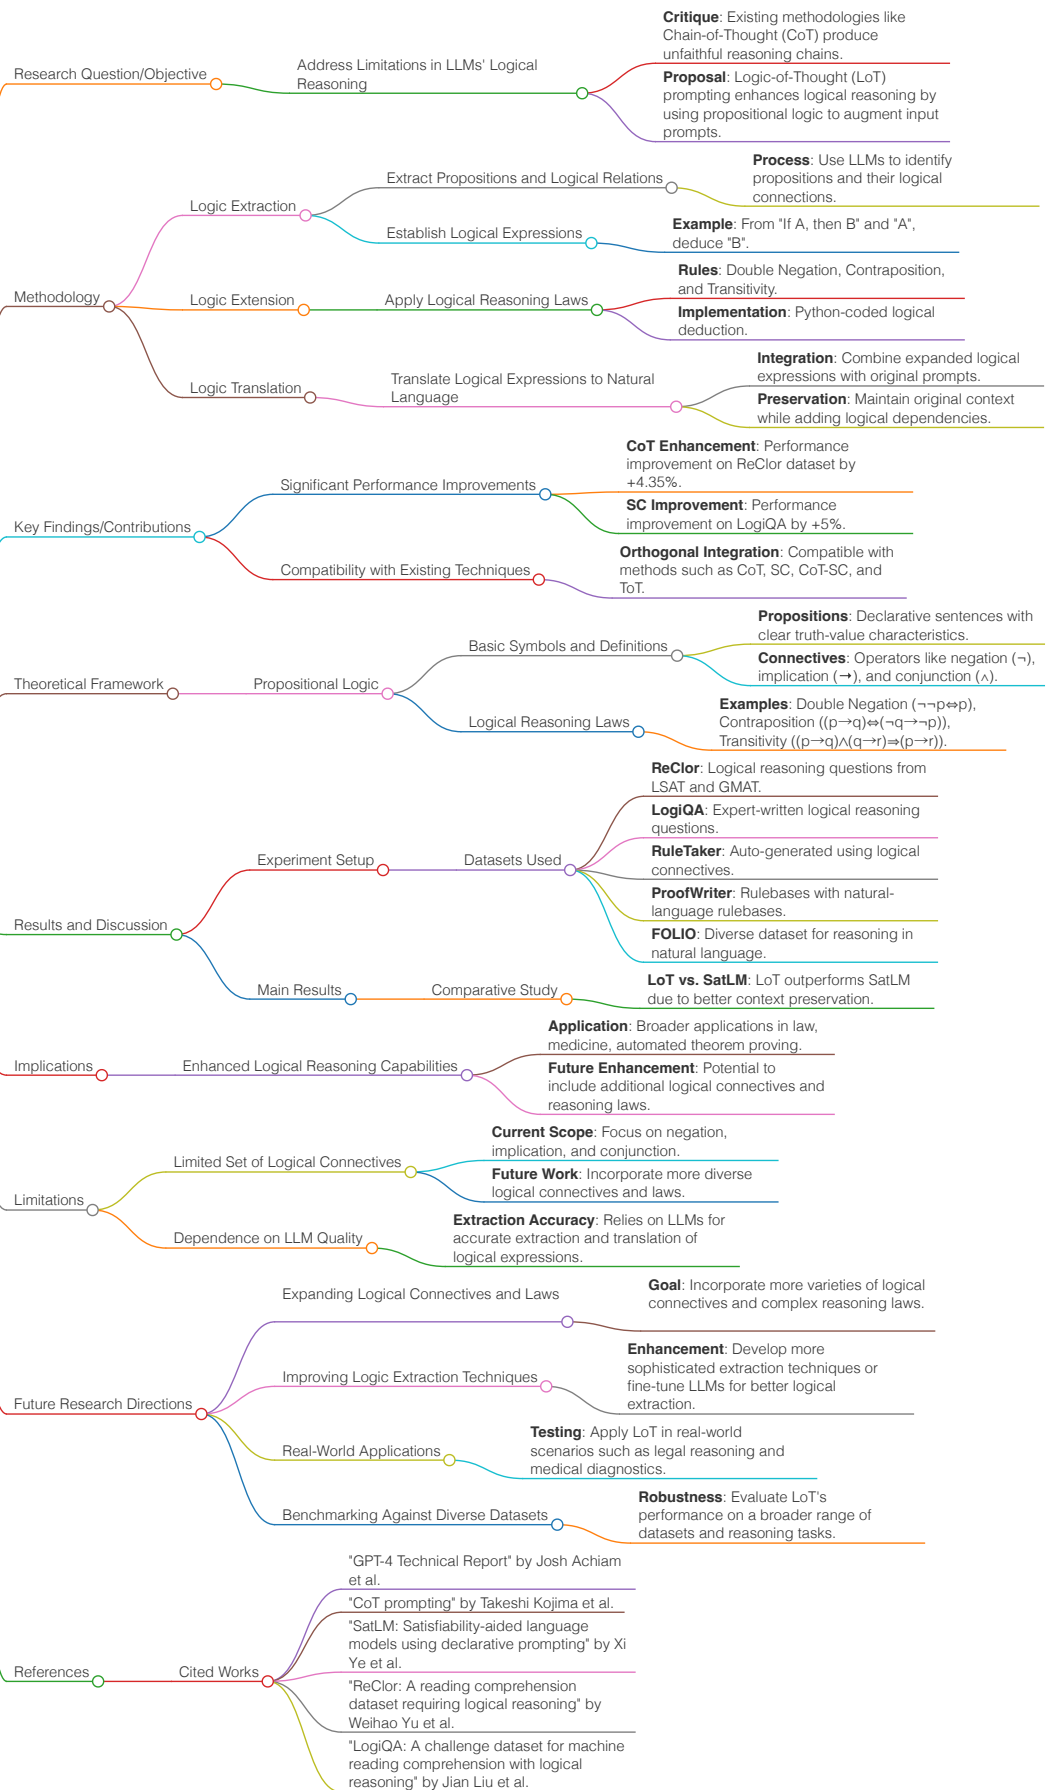 Research Question/Objective
Address Limitations in LLMs' Logical
Reasoning
Critique: Existing methodologies like
Chain-of-Thought (CoT) produce
unfaithful reasoning chains.
Proposal: Logic-of-Thought (LoT)
prompting enhances logical reasoning by
using propositional logic to augment input
prompts.
Methodology
Logic Extraction
Extract Propositions and Logical Relations
Process: Use LLMs to identify
propositions and their logical
connections.
Establish Logical Expressions
Example: From "If A, then B" and "A",
deduce "B".
Logic Extension
Apply Logical Reasoning Laws
Rules: Double Negation, Contraposition,
and Transitivity.
Implementation: Python-coded logical
deduction.
Logic Translation
Translate Logical Expressions to Natural
Language
Integration: Combine expanded logical
expressions with original prompts.
Preservation: Maintain original context
while adding logical dependencies.
Key Findings/Contributions
Significant Performance Improvements
CoT Enhancement: Performance
improvement on ReClor dataset by
+4.35%.
SC Improvement: Performance
improvement on LogiQA by +5%.
Compatibility with Existing Techniques
Orthogonal Integration: Compatible with
methods such as CoT, SC, CoT-SC, and
ToT.
Theoretical Framework
Propositional Logic
Basic Symbols and Definitions
Propositions: Declarative sentences with
clear truth-value characteristics.
Connectives: Operators like negation (¬),
implication (→), and conjunction (∧).
Logical Reasoning Laws
Examples: Double Negation (¬¬p⇔p),
Contraposition ((p→q)⇔(¬q→¬p)),
Transitivity ((p→q)∧(q→r)⇒(p→r)).
Results and Discussion
Experiment Setup
Datasets Used
ReClor: Logical reasoning questions from
LSAT and GMAT.
LogiQA: Expert-written logical reasoning
questions.
RuleTaker: Auto-generated using logical
connectives.
ProofWriter: Rulebases with natural-
language rulebases.
FOLIO: Diverse dataset for reasoning in
natural language.
Main Results
Comparative Study
LoT vs. SatLM: LoT outperforms SatLM
due to better context preservation.
Implications
Enhanced Logical Reasoning Capabilities
Application: Broader applications in law,
medicine, automated theorem proving.
Future Enhancement: Potential to
include additional logical connectives and
reasoning laws.
Limitations
Limited Set of Logical Connectives
Current Scope: Focus on negation,
implication, and conjunction.
Future Work: Incorporate more diverse
logical connectives and laws.
Dependence on LLM Quality
Extraction Accuracy: Relies on LLMs for
accurate extraction and translation of
logical expressions.
Future Research Directions
Expanding Logical Connectives and Laws
Goal: Incorporate more varieties of logical
connectives and complex reasoning laws.
Improving Logic Extraction Techniques
Enhancement: Develop more
sophisticated extraction techniques or
fine-tune LLMs for better logical
extraction.
Real-World Applications
Testing: Apply LoT in real-world
scenarios such as legal reasoning and
medical diagnostics.
Benchmarking Against Diverse Datasets
Robustness: Evaluate LoT's
performance on a broader range of
datasets and reasoning tasks.
References
Cited Works
"GPT-4 Technical Report" by Josh Achiam
et al.
"CoT prompting" by Takeshi Kojima et al.
"SatLM: Satisfiability-aided language
models using declarative prompting" by Xi
Ye et al.
"ReClor: A reading comprehension
dataset requiring logical reasoning" by
Weihao Yu et al.
"LogiQA: A challenge dataset for machine
reading comprehension with logical
reasoning" by Jian Liu et al.